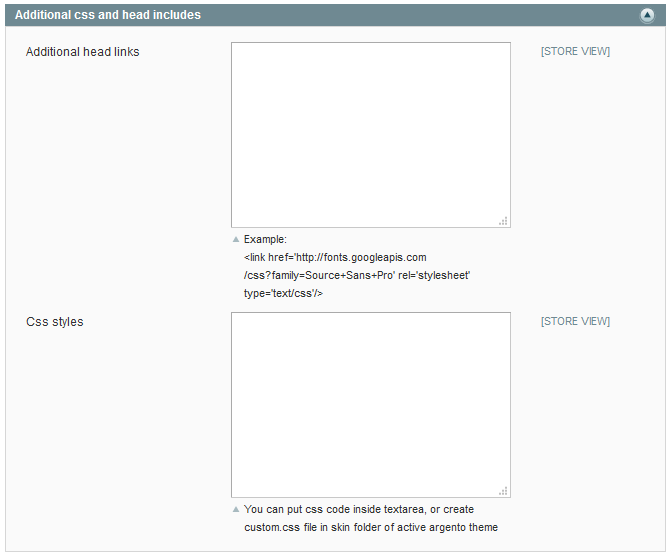 Additional css and head includes
Additional head links
[STORE VIEW]
Example:
<link href='http://fonts.googleapis.com
/css?family=Source+Sans+Pro' rel='stylesheet'
type='text/css'/>
Css styles
[STORE VIEW]
You can put css code inside textarea, or create
custom.css file in skin folder of active argento theme